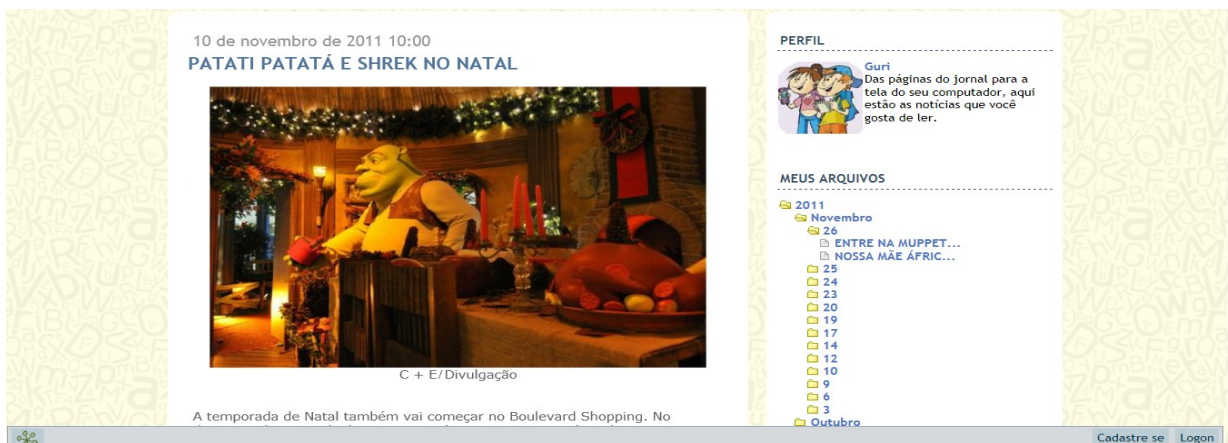 10 de novembro de 2011 10:00
PATATI PATATÁ E SHREK NO NATAL
C + E/Divulgação
A temporada de Natal também vai começar no Boulevard Shopping. No
PERFIL
Guri
Das páginas do jornal para a
tela do seu computador, aqui
estão as notícias que você
gosta de ler.
MEUS ARQUIVOS
2011
Novembro
26
ENTRE NA MUPPET...
NOSSA MÃE ÁFRIC...
25
24
23
20
19
17
14
12
10
9
6
3
Outubro
Cadastre se Logon